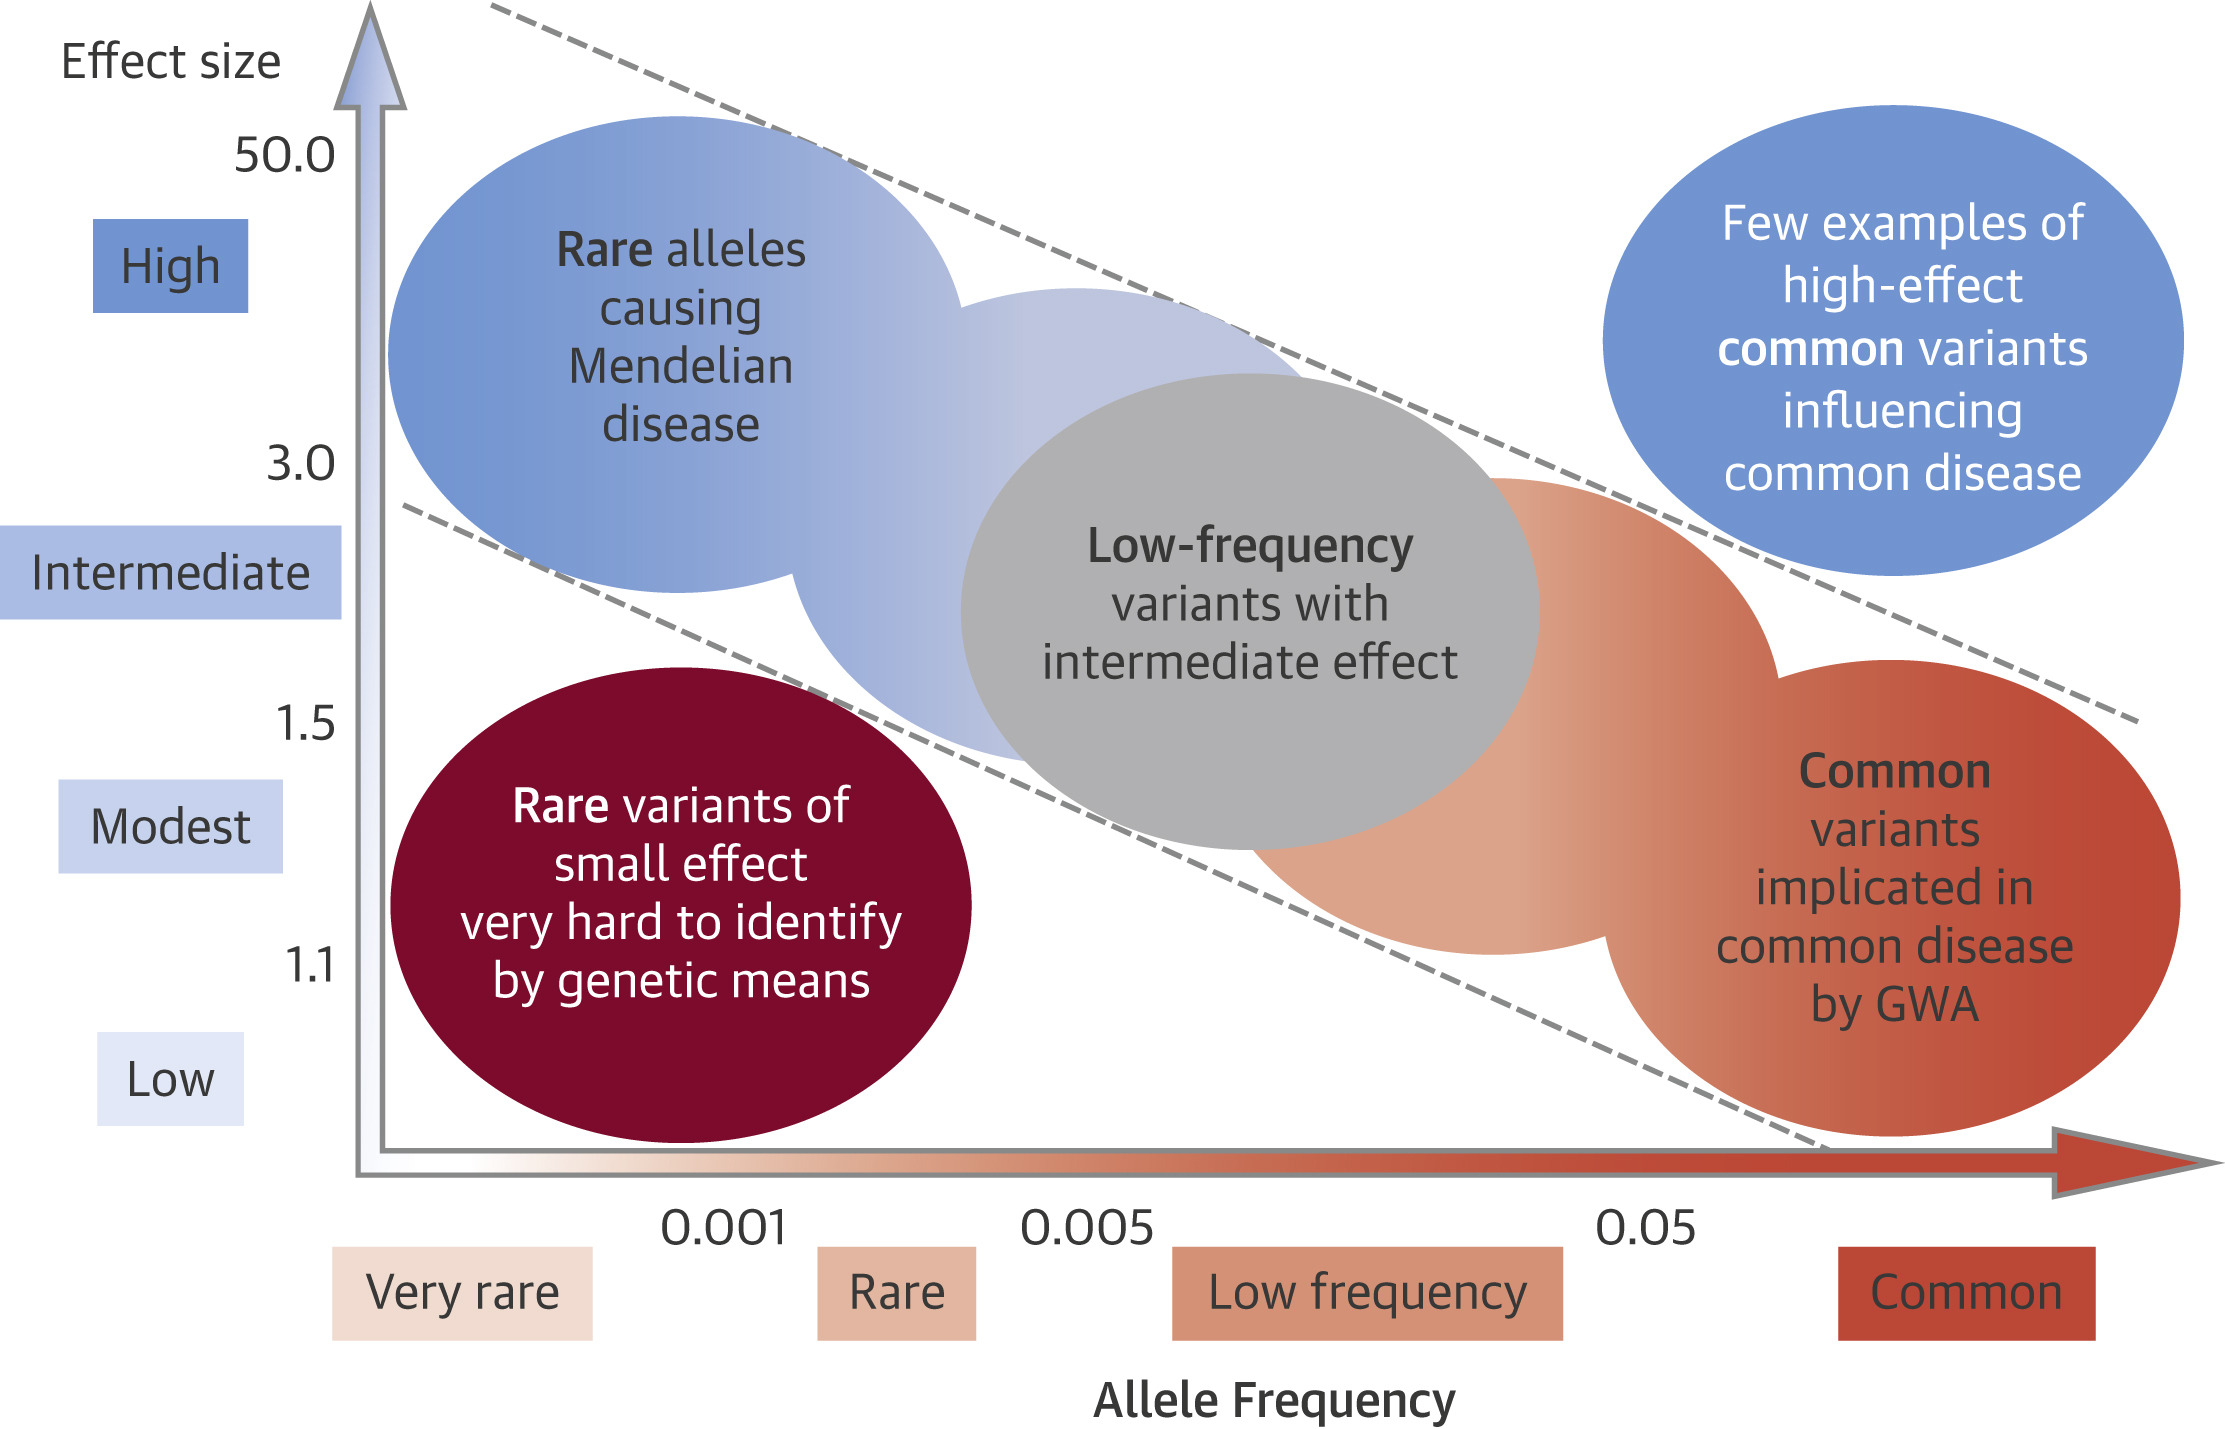 Effect size
50.0
High
3.0
Intermediate
1.5
Modest
1.1
Low
Rare alleles
causing
Mendelian
disease
Few examples of
high-effect
common variants
influencing
common disease
Low-frequency
variants with
intermediate effect
Rare variants of
small effect
very hard to identify
by genetic means
Common
variants
implicated in
common disease
by GWA
0.001
0.005
0.05
Very rare
Rare
Low frequency
Common
Allele Frequency